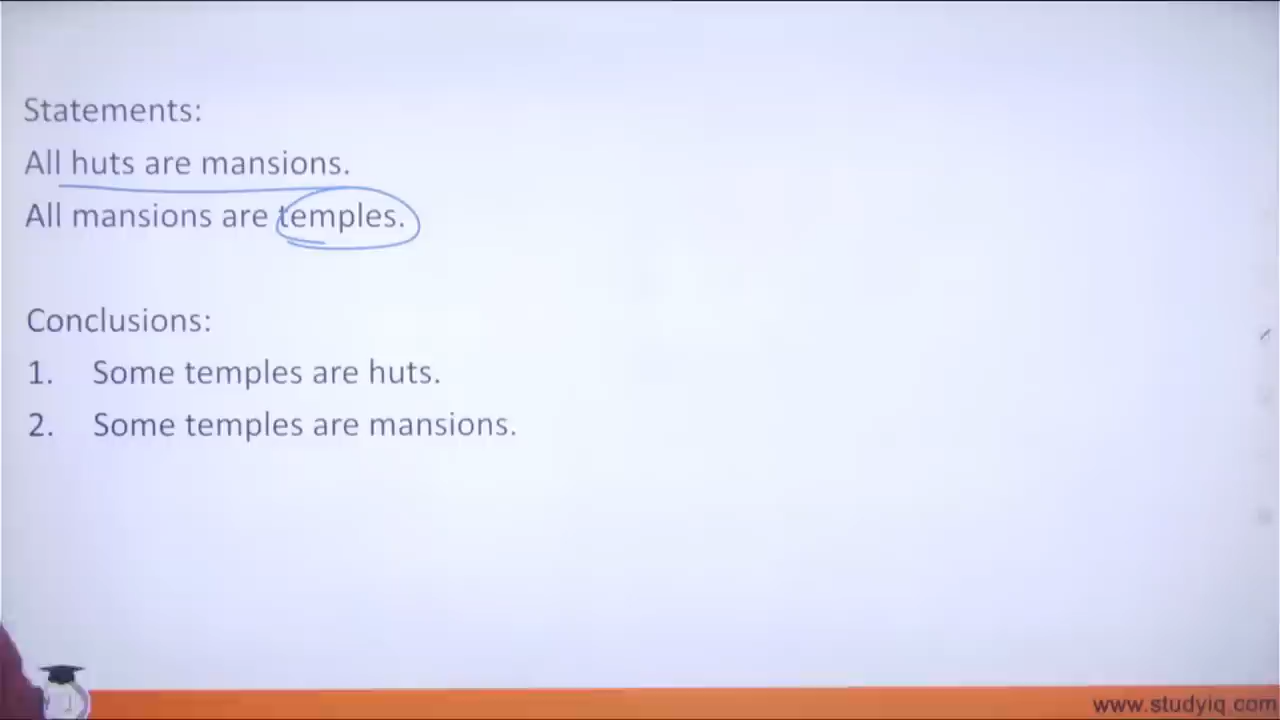 Statements:
All huts are mansions.
All mansions are temples.
Conclusions:
1. Some temples are huts.
2. Some temples are mansions.
www.studyiq.com